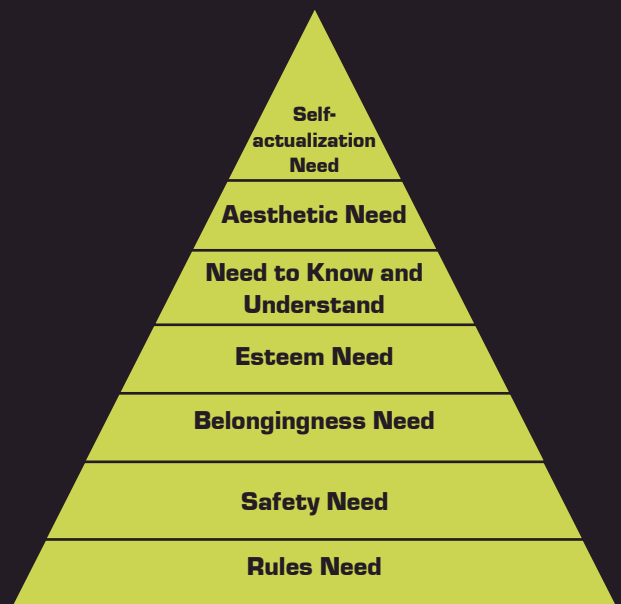 Self-
actualization
Need
Aesthetic Need
Need to Know and
Understand
Esteem Need
Belongingness Need
Safety Need
Rules Need